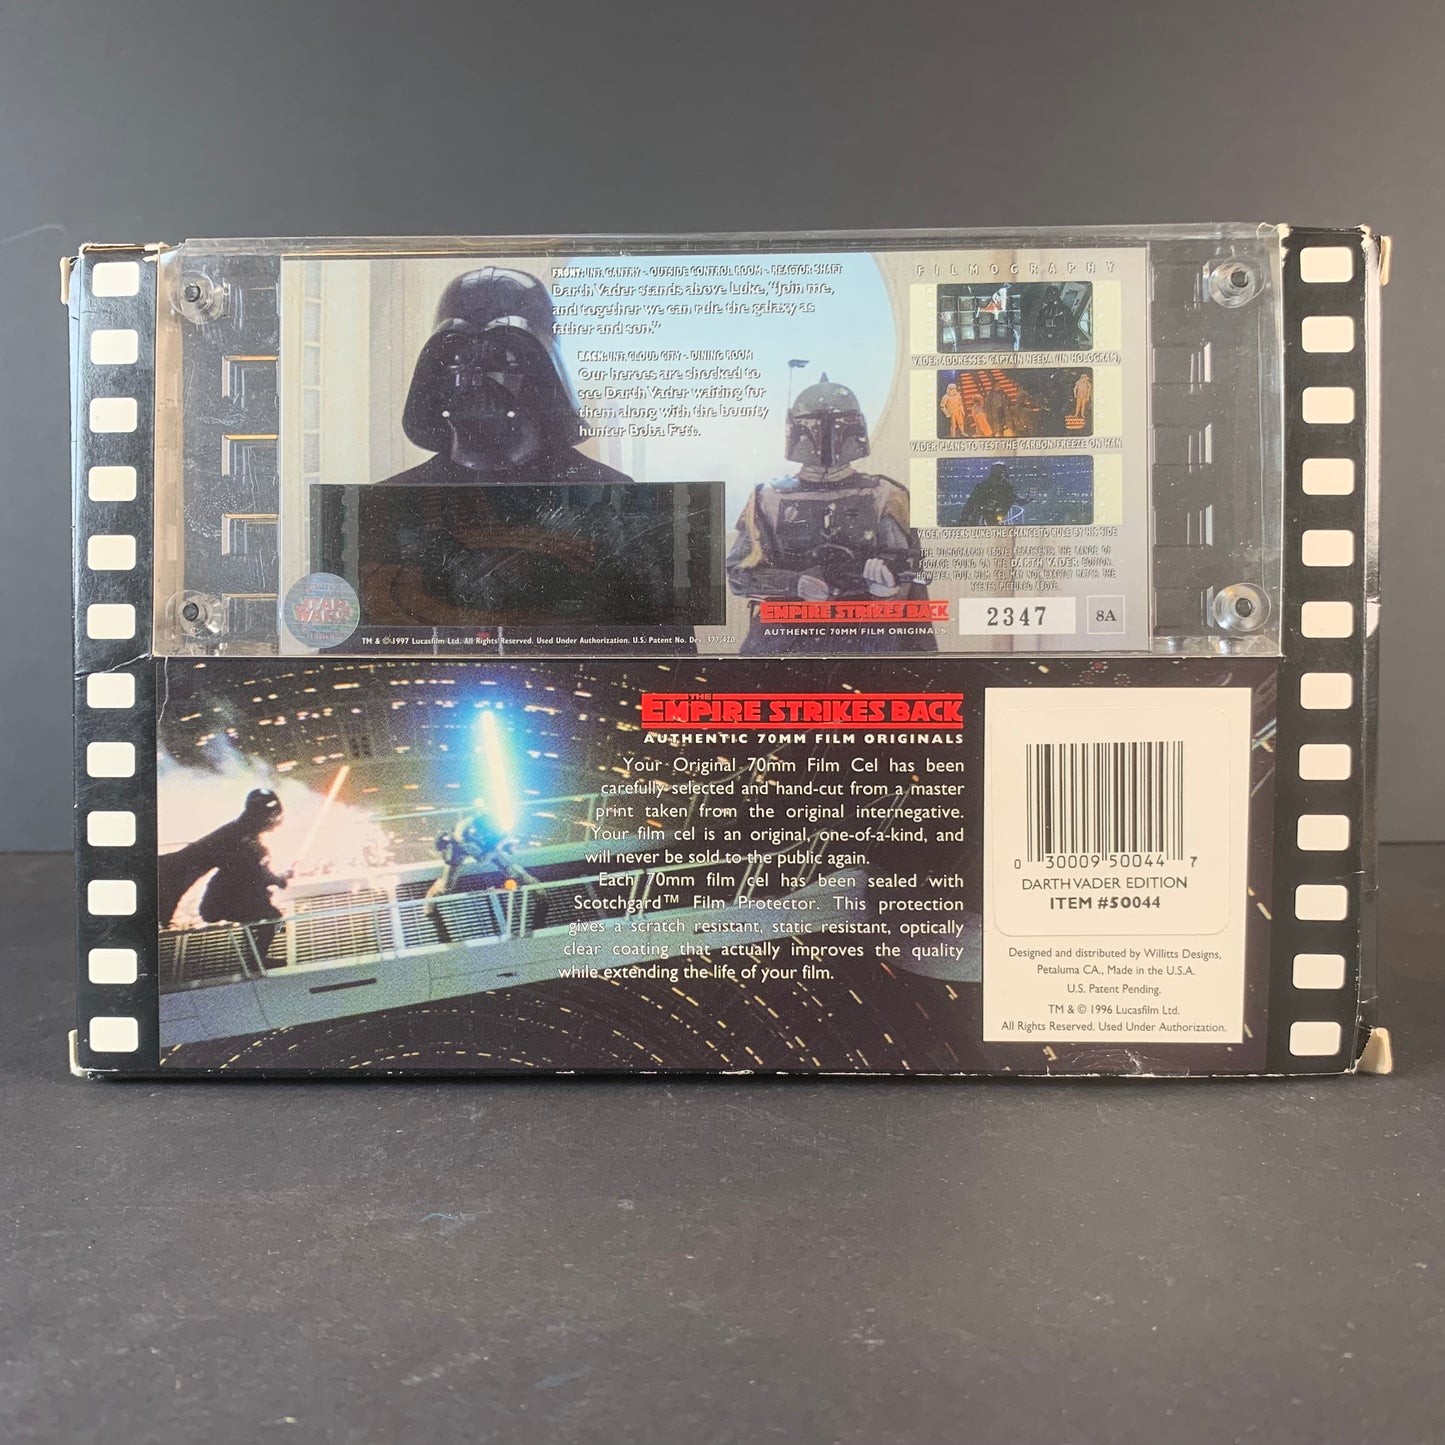 FRONT: INT. GANTRY - OUTSIDE CONTROL ROOM - REACTOR SHAFT
Darth Vader stands above Luke, "Join me,
and together we can rule the galaxy as
father and son."
BACK: INT. CLOUD CITY - DINING ROOM
Our heroes are shocked to
see Darth Vader waiting for
them along with the bounty
hunter Boba Fett.
FILMOGRAPHY
VADER ADDRESSES CAPTAIN NEEDA (IN HOLOGRAM)
VADER PLANS TO TEST THE CARBON-FREEZE ON HAN
VADER OFFERS LUKE THE CHANCE TO RULE BY HIS SIDE
THE FILMOGRAPHY ABOVE REPRESENTS THE RANGE OF
FOOTAGE FOUND ON THE DARTH VADER EDITION.
HOWEVER, YOUR FILM CEL MAY NOT EXACTLY MATCH THE
SCENES PICTURED ABOVE.
STAR
WARS
EMPIRE STRIKES BACK
AUTHENTIC 70MM FILM ORIGINALS
2347
8A
TM & © 1997 Lucasfilm Ltd. All Rights Reserved. Used Under Authorization. U.S. Patent No. Des. 377,420
THE
EMPIRE STRIKES BACK
AUTHENTIC 70MM FILM ORIGINALS
Your Original 70mm Film Cel has been
carefully selected and hand-cut from a master
print taken from the original internegative.
Your film cel is an original, one-of-a-kind, and
will never be sold to the public again.
Each 70mm film cel has been sealed with
Scotchgard™ Film Protector. This protection
gives a scratch resistant, static resistant, optically
clear coating that actually improves the quality
while extending the life of your film.
0 30009 50044 7
DARTH VADER EDITION
ITEM #50044
Designed and distributed by Willitts Designs,
Petaluma CA., Made in the U.S.A.
U.S. Patent Pending.
TM & © 1996 Lucasfilm Ltd.
All Rights Reserved. Used Under Authorization.